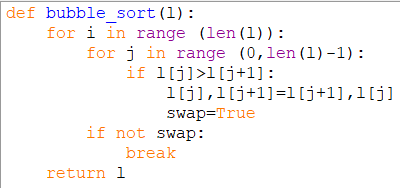 def bubble_sort(l):
    for i in range (len(l)):
        for j in range (0,len(l)-1):
            if l[j]>l[j+1]:
                l[j],l[j+1]=l[j+1],l[j]
                swap=True
        if not swap:
            break
    return l